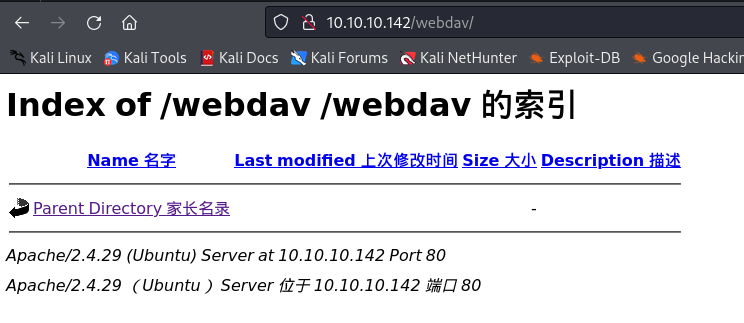 10.10.10.142/webdav/
Kali Linux Kali Tools Kali Docs Kali Forums Kali NetHunter Exploit-DB Google Hackin
Index of /webdav /webdav 的索引
Name 名字 Last modified 上次修改时间 Size 大小 Description 描述
Parent Directory 家长名录 -
Apache/2.4.29 (Ubuntu) Server at 10.10.10.142 Port 80
Apache/2.4.29 （Ubuntu ）Server 位于 10.10.10.142 端口 80